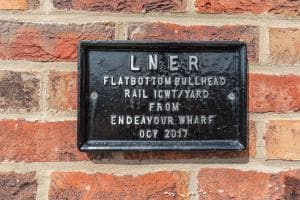 LNER
FLATBOTTOM BULLHEAD
RAIL 1CWT/YARD
FROM
ENDEAVOUR WHARF
OCT 2017